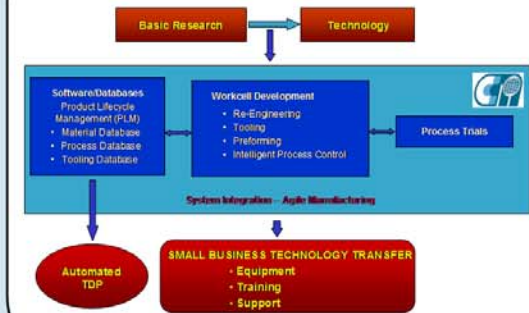 Basic Research
Technology
Software/Databases
Product Lifecycle
Management (PLM)
• Material Database
• Process Database
• Tooling Database
Workcell Development
• Re-Engineering
• Tooling
• Preforming
• Intelligent Process Control
Process Trials
System Integration – Agile Manufacturing
Automated
TDP
SMALL BUSINESS TECHNOLOGY TRANSFER
• Equipment
• Training
• Support